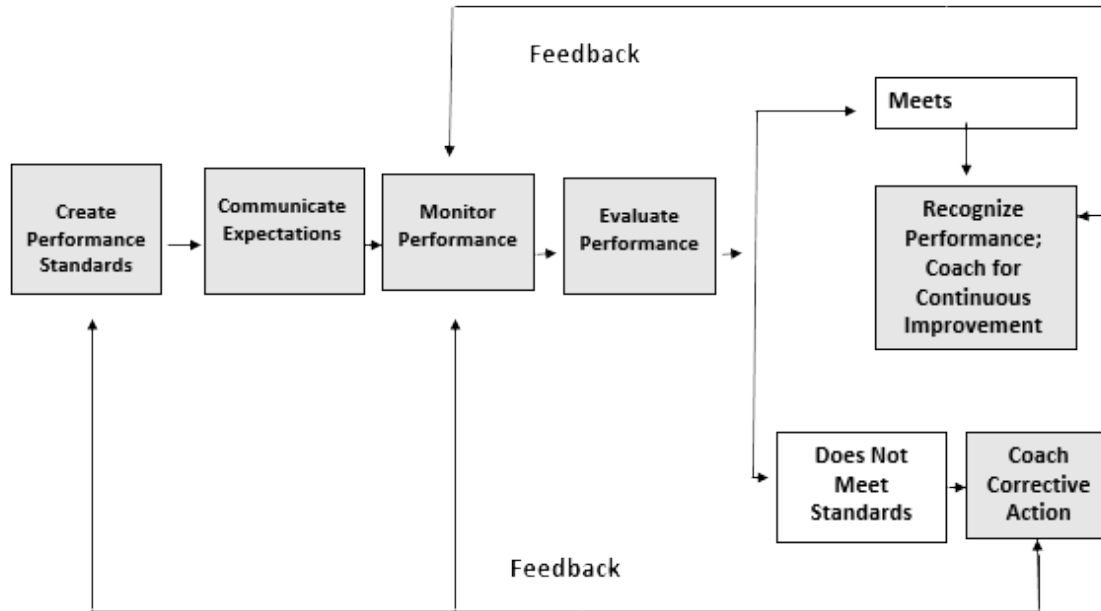 Feedback
Meets
Create
Performance
Standards
Communicate
Expectations
Monitor
Performance
Evaluate
Performance
Recognize
Performance;
Coach for
Continuous
Improvement
Does Not
Meet
Standards
Coach
Corrective
Action
Feedback